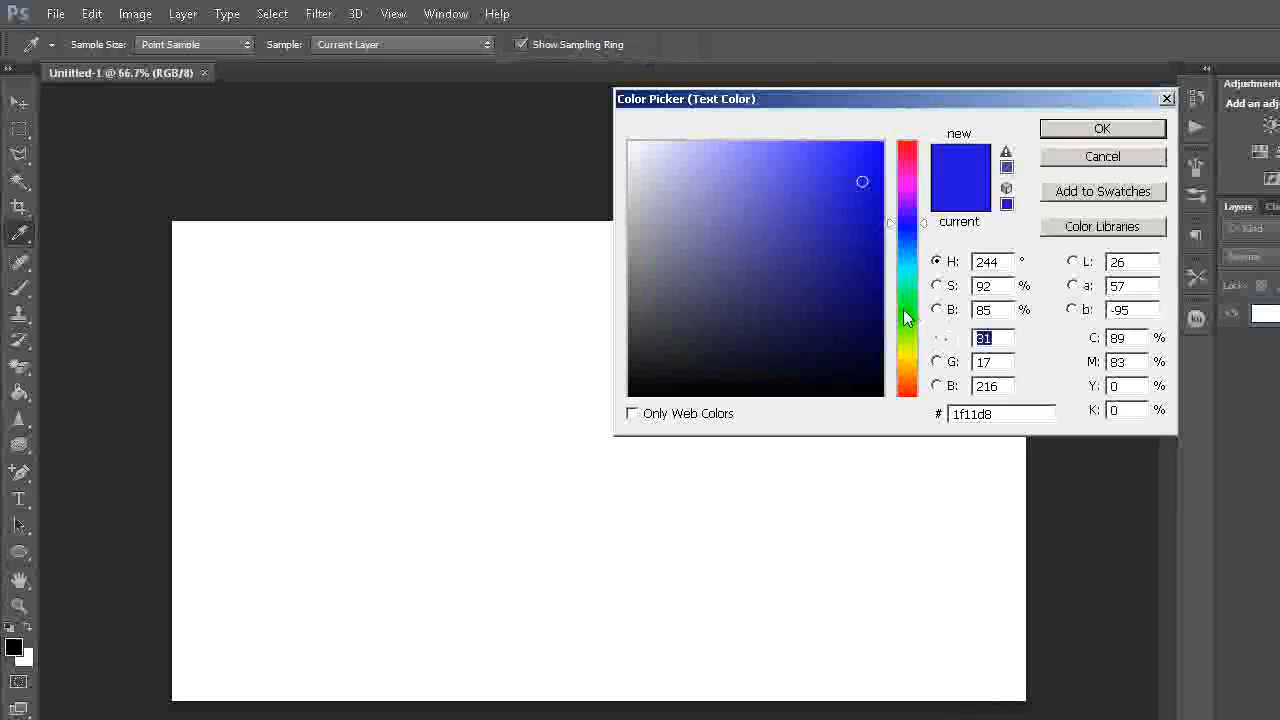 Ps File Edit Image Layer Type Select Filter 3D View Window Help
Sample Size: Point Sample Sample: Current Layer Show Sampling Ring
Untitled-1 @ 66.7% (RGB/8) ×
Adjustments
Add an adj
Color Picker (Text Color)
new
current
OK
Cancel
Add to Swatches
Color Libraries
H: 244 °
S: 92 %
B: 85 %
31
G: 17
B: 216
# 1f11d8
L: 26
a: 57
b: -95
C: 89 %
M: 83 %
Y: 0 %
K: 0 %
Only Web Colors
Layers
Kind
Normal
Lock:
T
ku